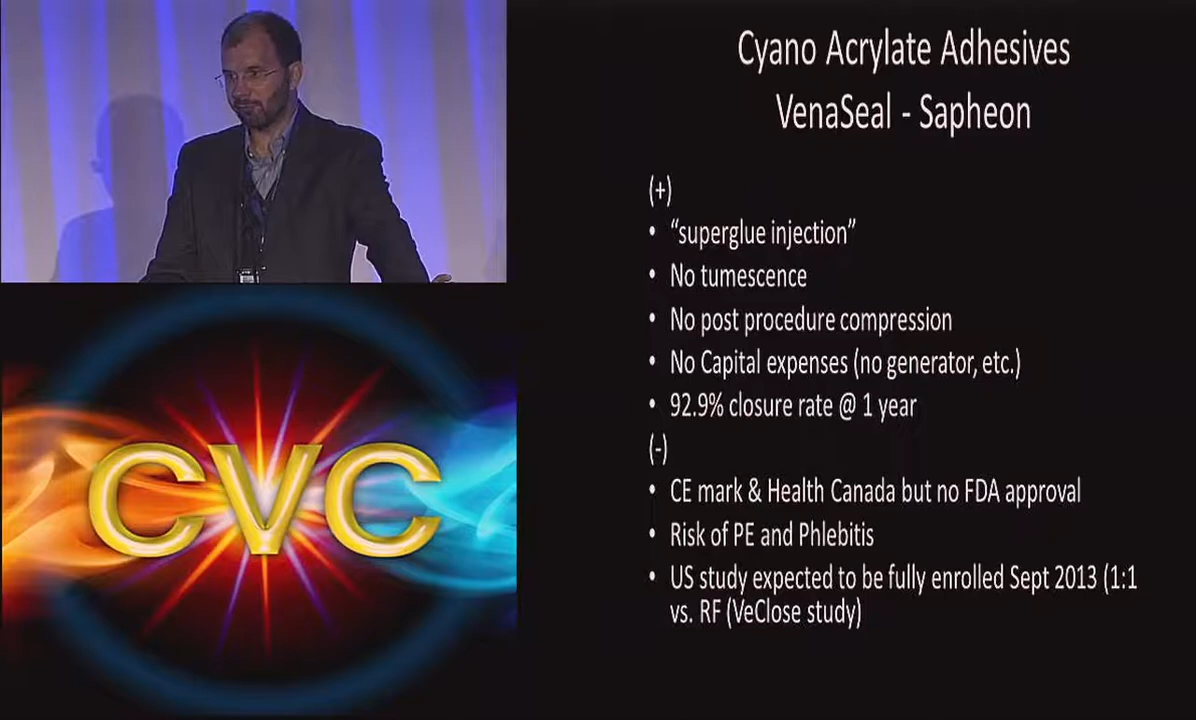 Cyano Acrylate Adhesives
VenaSeal - Sapheon
(+)
• “superglue injection”
• No tumescence
• No post procedure compression
• No Capital expenses (no generator, etc.)
• 92.9% closure rate @ 1 year
(-)
• CE mark & Health Canada but no FDA approval
• Risk of PE and Phlebitis
• US study expected to be fully enrolled Sept 2013 (1:1
vs. RF (VeClose study)
CVC